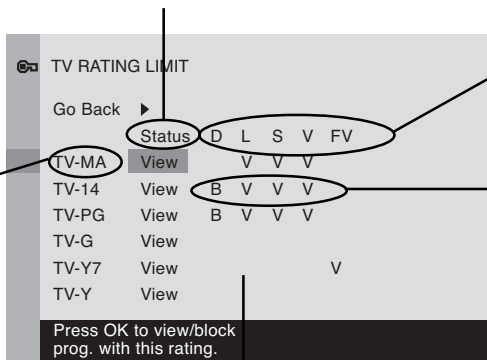 TV RATING LIMIT
Go Back
Status D L S V FV
TV-MA View V V V
TV-14 View B V V V
TV-PG View B V V V
TV-G View
TV-Y7 View V
TV-Y View
Press OK to view/block
prog. with this rating.